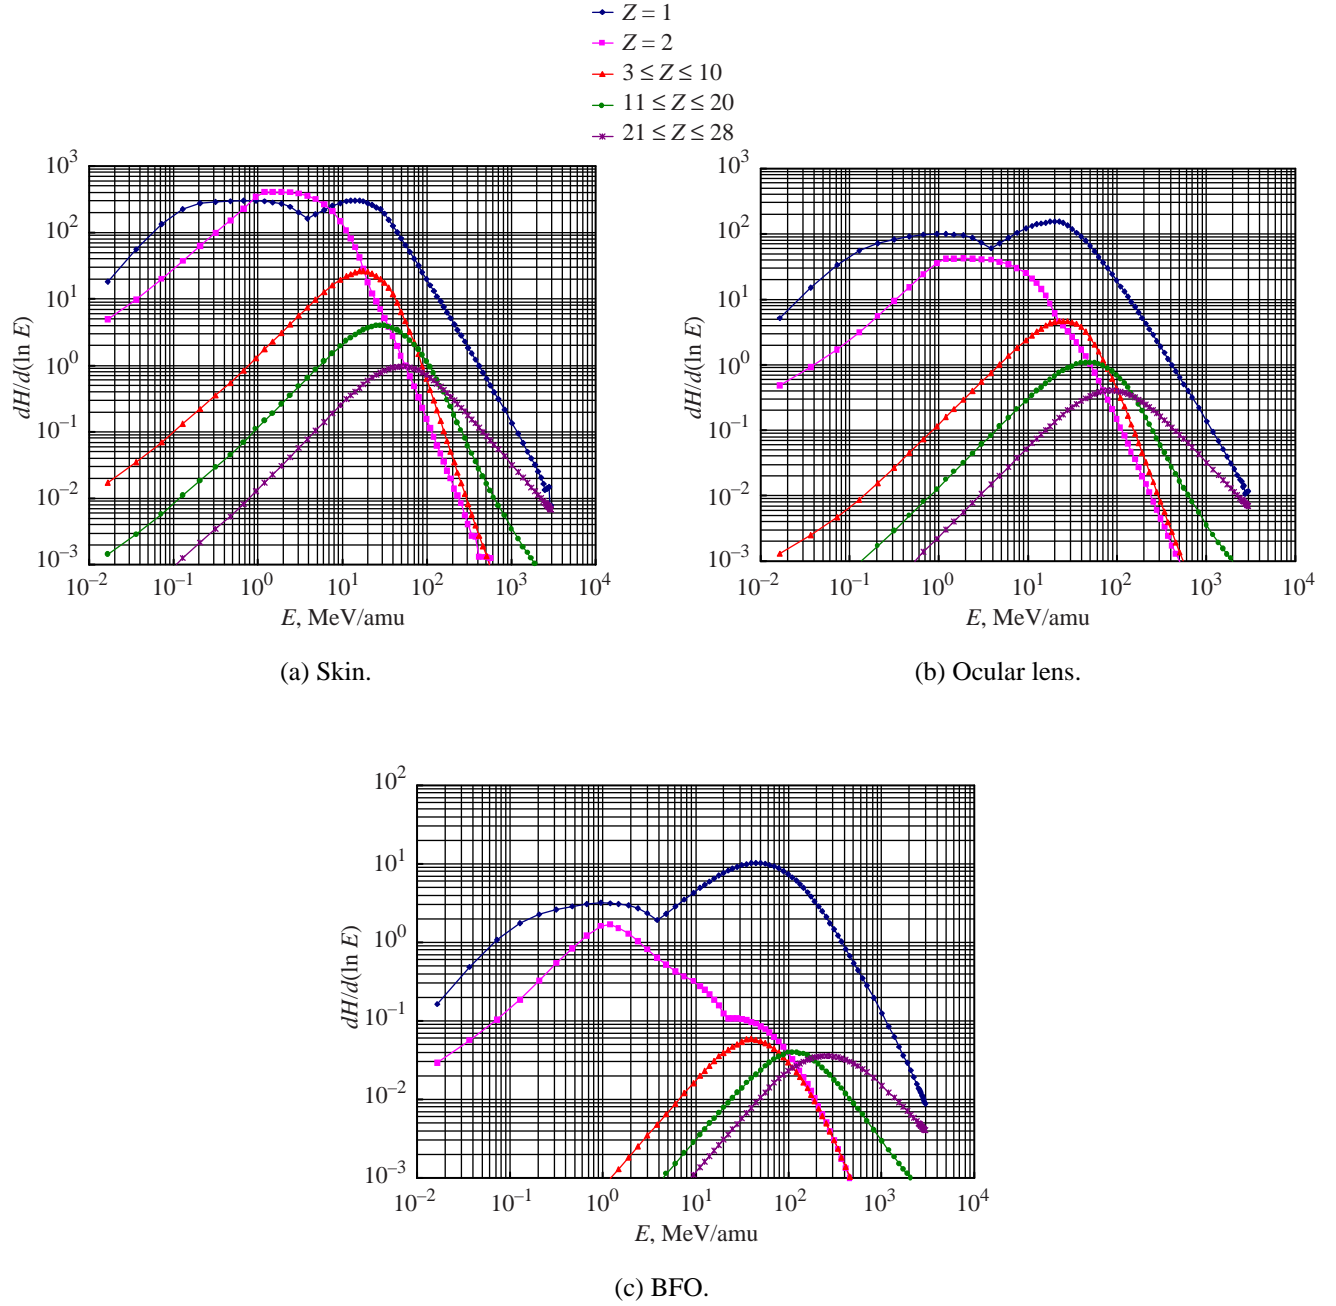 Z = 1
Z = 2
3 ≤ Z ≤ 10
11 ≤ Z ≤ 20
21 ≤ Z ≤ 28
10³
10²
10¹
10⁰
10⁻¹
10⁻²
10⁻³
dH/d(ln E)
10⁻² 10⁻¹ 10⁰ 10¹ 10² 10³ 10⁴
E, MeV/amu
(a) Skin.
10³
10²
10¹
10⁰
10⁻¹
10⁻²
10⁻³
dH/d(ln E)
10⁻² 10⁻¹ 10⁰ 10¹ 10² 10³ 10⁴
E, MeV/amu
(b) Ocular lens.
10²
10¹
10⁰
10⁻¹
10⁻²
10⁻³
dH/d(ln E)
10⁻² 10⁻¹ 10⁰ 10¹ 10² 10³ 10⁴
E, MeV/amu
(c) BFO.